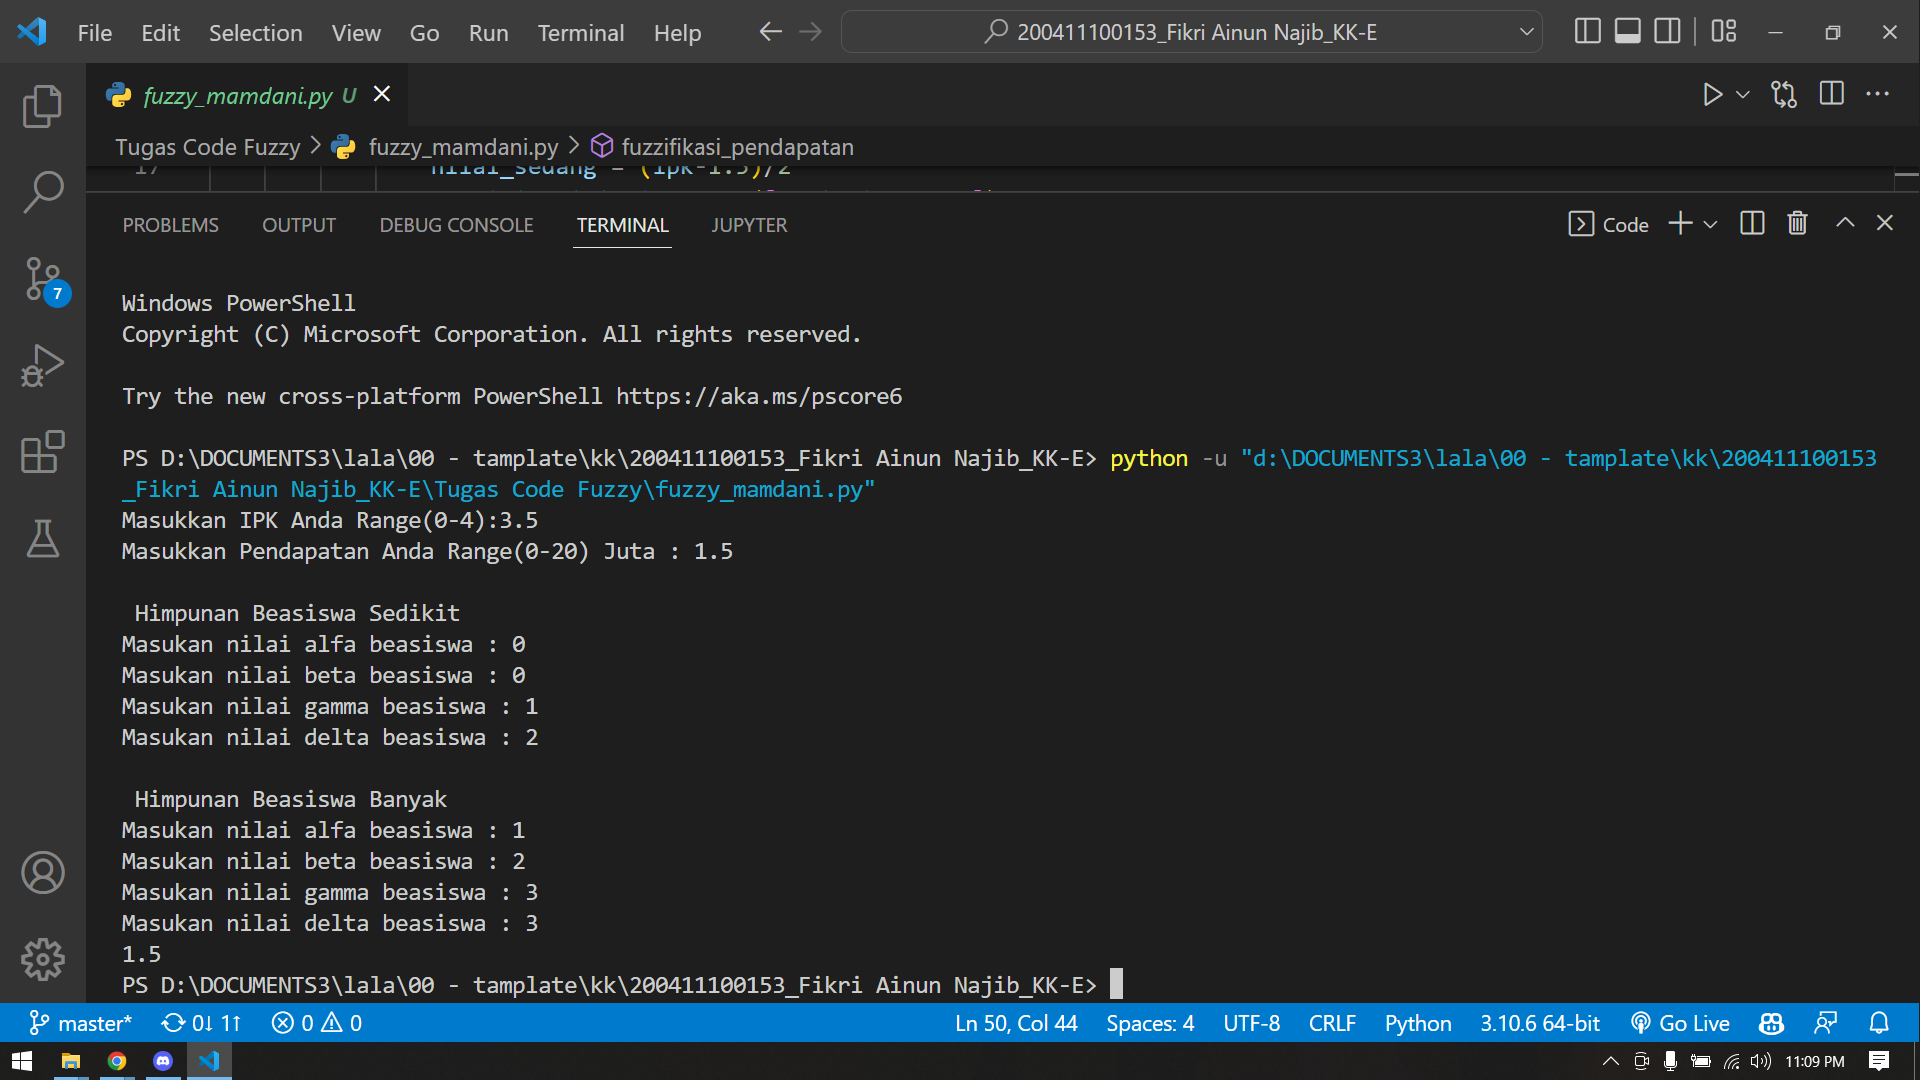 File Edit Selection View Go Run Terminal Help 200411100153_Fikri Ainun Najib_KK-E
fuzzy_mamdani.py U
Tugas Code Fuzzy > fuzzy_mamdani.py > fuzzifikasi_pendapatan
17 nilai_sedang = (ipk-1.5)/2
PROBLEMS OUTPUT DEBUG CONSOLE TERMINAL JUPYTER Code
Windows PowerShell
Copyright (C) Microsoft Corporation. All rights reserved.
Try the new cross-platform PowerShell https://aka.ms/pscore6
PS D:\DOCUMENTS3\lala\00 - tamplate\kk\200411100153_Fikri Ainun Najib_KK-E> python -u "d:\DOCUMENTS3\lala\00 - tamplate\kk\200411100153
_Fikri Ainun Najib_KK-E\Tugas Code Fuzzy\fuzzy_mamdani.py"
Masukkan IPK Anda Range(0-4):3.5
Masukkan Pendapatan Anda Range(0-20) Juta : 1.5
Himpunan Beasiswa Sedikit
Masukan nilai alfa beasiswa : 0
Masukan nilai beta beasiswa : 0
Masukan nilai gamma beasiswa : 1
Masukan nilai delta beasiswa : 2
Himpunan Beasiswa Banyak
Masukan nilai alfa beasiswa : 1
Masukan nilai beta beasiswa : 2
Masukan nilai gamma beasiswa : 3
Masukan nilai delta beasiswa : 3
1.5
PS D:\DOCUMENTS3\lala\00 - tamplate\kk\200411100153_Fikri Ainun Najib_KK-E>
7
master* 0↓ 1↑ 0 0 Ln 50, Col 44 Spaces: 4 UTF-8 CRLF Python 3.10.6 64-bit Go Live
11:09 PM